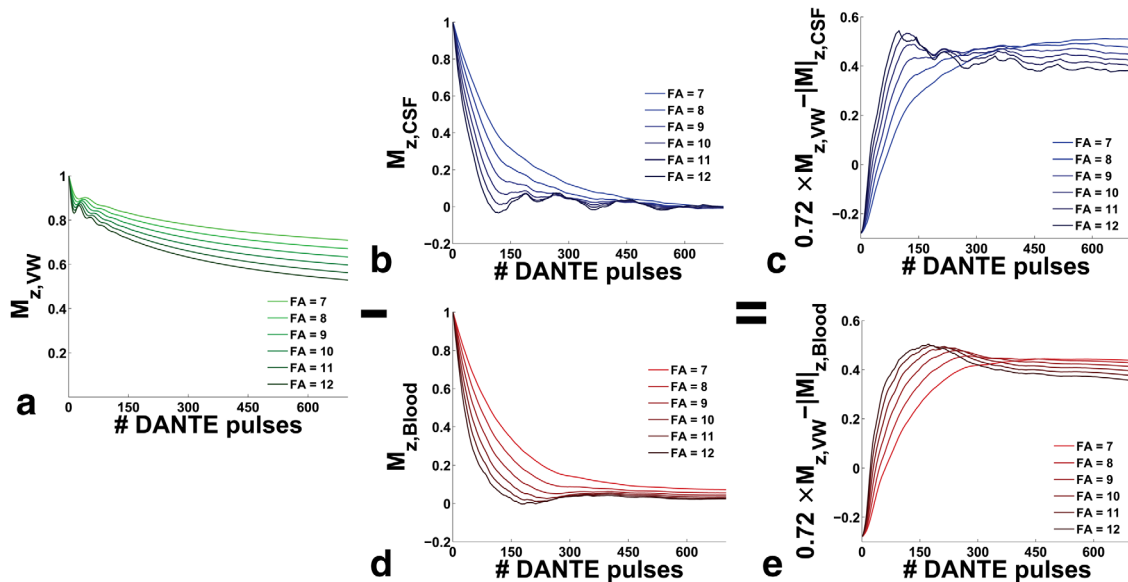 a
M_z,VW
1
0.8
0.6
0.4
0.2
0 150 300 450 600
# DANTE pulses
FA = 7
FA = 8
FA = 9
FA = 10
FA = 11
FA = 12
−
b
M_z,CSF
1
0.8
0.6
0.4
0.2
0
−0.2
0 150 300 450 600
# DANTE pulses
FA = 7
FA = 8
FA = 9
FA = 10
FA = 11
FA = 12
=
c
0.72 × M_z,VW−|M|_z,CSF
0.6
0.4
0.2
0
−0.2
0 150 300 450 600
# DANTE pulses
FA = 7
FA = 8
FA = 9
FA = 10
FA = 11
FA = 12
d
M_z,Blood
1
0.8
0.6
0.4
0.2
0
−0.2
0 150 300 450 600
# DANTE pulses
FA = 7
FA = 8
FA = 9
FA = 10
FA = 11
FA = 12
e
0.72 × M_z,VW−|M|_z,Blood
0.6
0.4
0.2
0
−0.2
0 150 300 450 600
# DANTE pulses
FA = 7
FA = 8
FA = 9
FA = 10
FA = 11
FA = 12